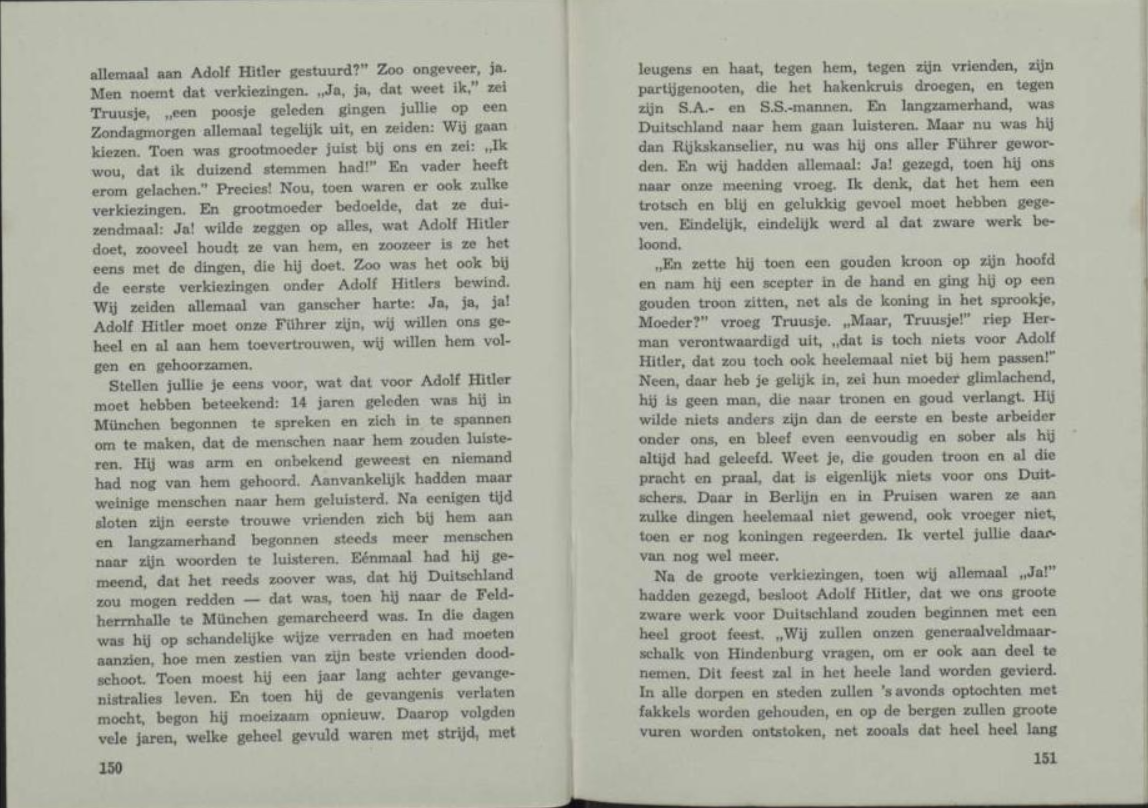 allemaal aan Adolf Hitler gestuurd?” Zoo ongeveer, ja.
Men noemt dat verkiezingen. „Ja, ja, dat weet ik,” zei
Truusje, „een poosje geleden gingen jullie op een
Zondagmorgen allemaal tegelijk uit, en zeiden: Wij gaan
kiezen. Toen was grootmoeder juist bij ons en zei: „Ik
wou, dat ik duizend stemmen had!” En vader heeft
erom gelachen.” Precies! Nou, toen waren er ook zulke
verkiezingen. En grootmoeder bedoelde, dat ze dui-
zendmaal: Ja! wilde zeggen op alles, wat Adolf Hitler
doet, zooveel houdt ze van hem, en zoozeer is ze het
eens met de dingen, die hij doet. Zoo was het ook bij
de eerste verkiezingen onder Adolf Hitlers bewind.
Wij zeiden allemaal van ganscher harte: Ja, ja, ja!
Adolf Hitler moet onze Führer zijn, wij willen ons ge-
heel en al aan hem toevertrouwen, wij willen hem vol-
gen en gehoorzamen.
Stellen jullie je eens voor, wat dat voor Adolf Hitler
moet hebben beteekend: 14 jaren geleden was hij in
München begonnen te spreken en zich in te spannen
om te maken, dat de menschen naar hem zouden luiste-
ren. Hij was arm en onbekend geweest en niemand
had nog van hem gehoord. Aanvankelijk hadden maar
weinige menschen naar hem geluisterd. Na eenigen tijd
sloten zijn eerste trouwe vrienden zich bij hem aan
en langzamerhand begonnen steeds meer menschen
naar zijn woorden te luisteren. Eénmaal had hij ge-
meend, dat het reeds zoover was, dat hij Duitschland
zou mogen redden — dat was, toen hij naar de Feld-
herrnhalle te München gemarcheerd was. In die dagen
was hij op schandelijke wijze verraden en had moeten
aanzien, hoe men zestien van zijn beste vrienden dood-
schoot. Toen moest hij een jaar lang achter gevange-
nistralies leven. En toen hij de gevangenis verlaten
mocht, begon hij moeizaam opnieuw. Daarop volgden
vele jaren, welke geheel gevuld waren met strijd, met
150
leugens en haat, tegen hem, tegen zijn vrienden, zijn
partijgenooten, die het hakenkruis droegen, en tegen
zijn S.A.- en S.S.-mannen. En langzamerhand, was
Duitschland naar hem gaan luisteren. Maar nu was hij
dan Rijkskanselier, nu was hij ons aller Führer gewor-
den. En wij hadden allemaal: Ja! gezegd, toen hij ons
naar onze meening vroeg. Ik denk, dat het hem een
trotsch en blij en gelukkig gevoel moet hebben gege-
ven. Eindelijk, eindelijk werd al dat zware werk be-
loond.
„En zette hij toen een gouden kroon op zijn hoofd
en nam hij een scepter in de hand en ging hij op een
gouden troon zitten, net als de koning in het sprookje,
Moeder?” vroeg Truusje. „Maar, Truusje!” riep Her-
man verontwaardigd uit, „dat is toch niets voor Adolf
Hitler, dat zou toch ook heelemaal niet bij hem passen!”
Neen, daar heb je gelijk in, zei hun moeder glimlachend,
hij is geen man, die naar tronen en goud verlangt. Hij
wilde niets anders zijn dan de eerste en beste arbeider
onder ons, en bleef even eenvoudig en sober als hij
altijd had geleefd. Weet je, die gouden troon en al die
pracht en praal, dat is eigenlijk niets voor ons Duit-
schers. Daar in Berlijn en in Pruisen waren ze aan
zulke dingen heelemaal niet gewend, ook vroeger niet,
toen er nog koningen regeerden. Ik vertel jullie daar-
van nog wel meer.
Na de groote verkiezingen, toen wij allemaal „Ja!”
hadden gezegd, besloot Adolf Hitler, dat we ons groote
zware werk voor Duitschland zouden beginnen met een
heel groot feest. „Wij zullen onzen generaalveldmaar-
schalk von Hindenburg vragen, om er ook aan deel te
nemen. Dit feest zal in het heele land worden gevierd.
In alle dorpen en steden zullen 's avonds optochten met
fakkels worden gehouden, en op de bergen zullen groote
vuren worden ontstoken, net zooals dat heel heel lang
151